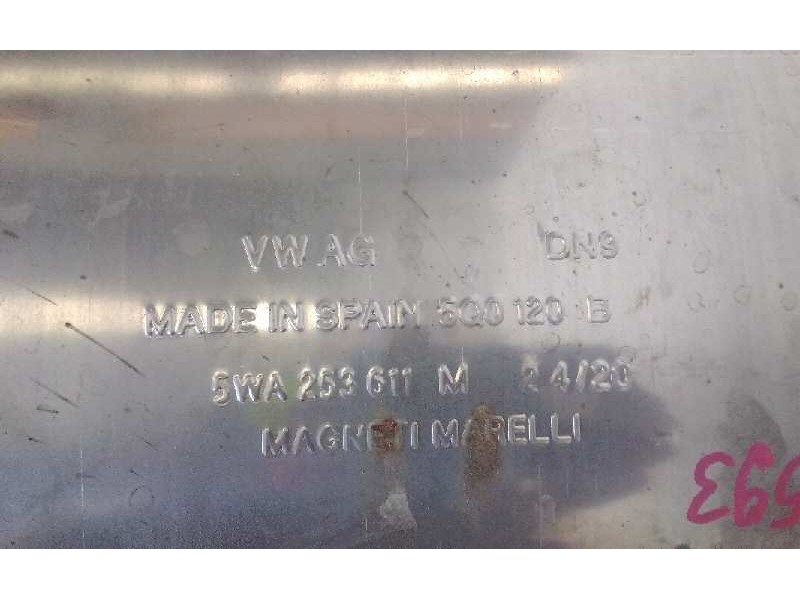 VW AG DN9
MADE IN SPAIN 5Q0 120 B
5WA 253 611 M 24/20
MAGNETI MARELLI
593